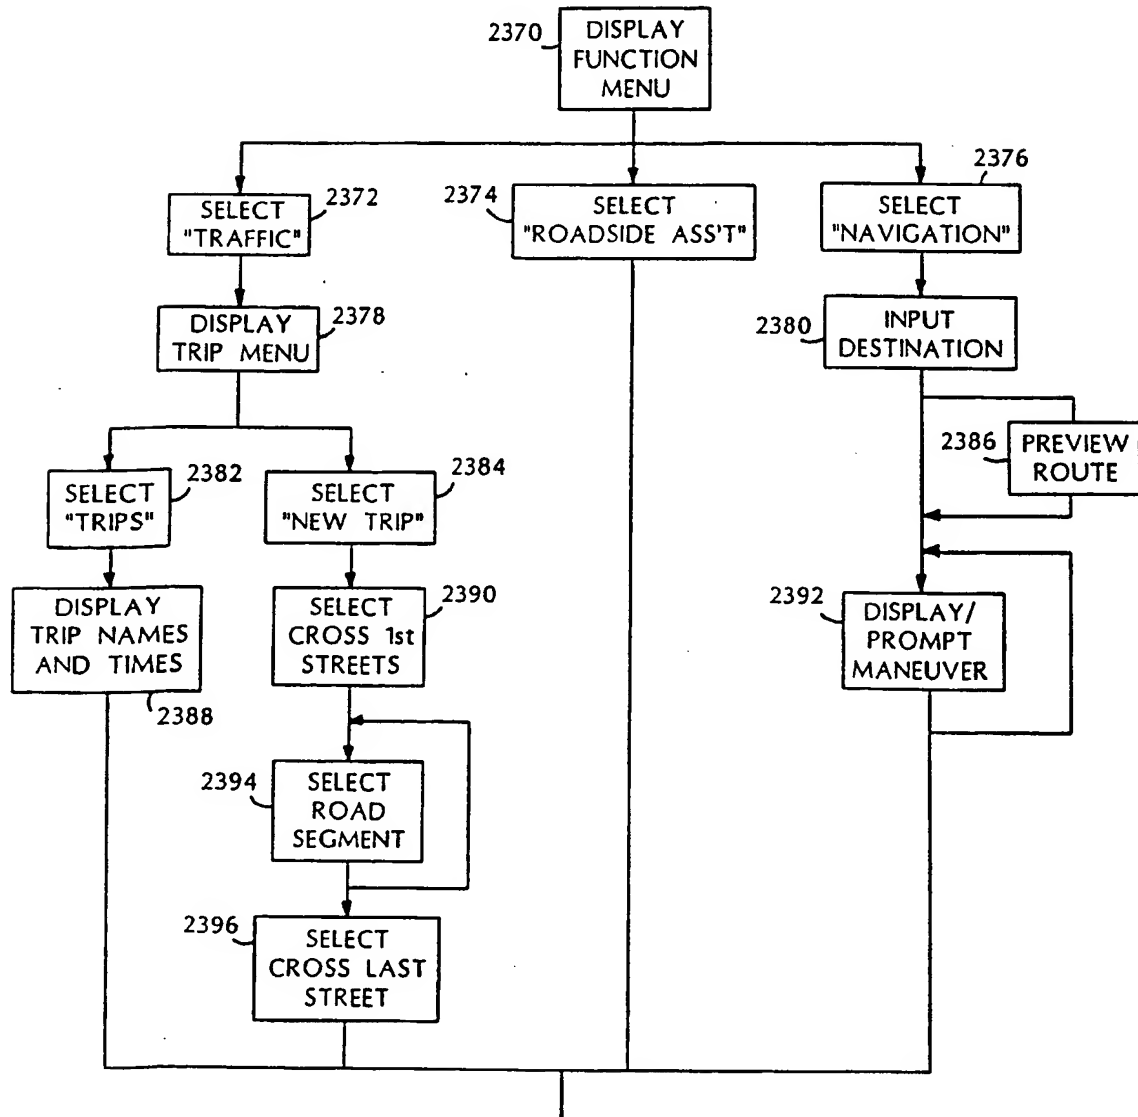 2370
DISPLAY
FUNCTION
MENU
2372
SELECT
"TRAFFIC"
2374
SELECT
"ROADSIDE ASS'T"
2376
SELECT
"NAVIGATION"
2378
DISPLAY
TRIP MENU
2380
INPUT
DESTINATION
2382
SELECT
"TRIPS"
2384
SELECT
"NEW TRIP"
2386
PREVIEW
ROUTE
DISPLAY
TRIP NAMES
AND TIMES
2388
SELECT
CROSS 1st
STREETS
2390
2392
DISPLAY/
PROMPT
MANEUVER
2394
SELECT
ROAD
SEGMENT
2396
SELECT
CROSS LAST
STREET